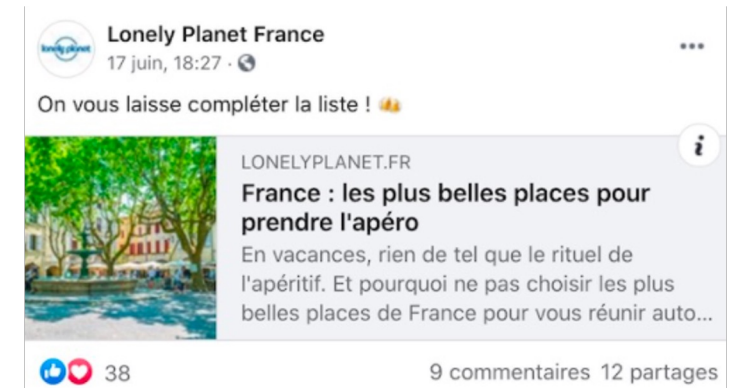 lonely planet
Lonely Planet France
17 juin, 18:27 ·
On vous laisse compléter la liste ! 🍻
i
LONELYPLANET.FR
France : les plus belles places pour
prendre l'apéro
En vacances, rien de tel que le rituel de
l'apéritif. Et pourquoi ne pas choisir les plus
belles places de France pour vous réunir auto...
38
9 commentaires 12 partages